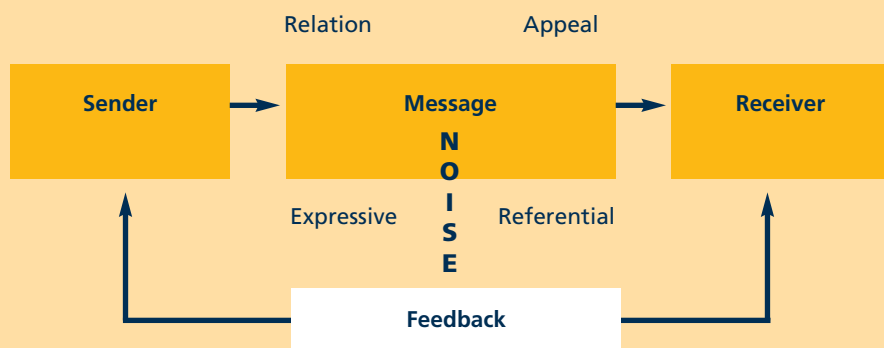 Relation Appeal
Sender Message Receiver
N
O
I
S
E
Expressive Referential
Feedback